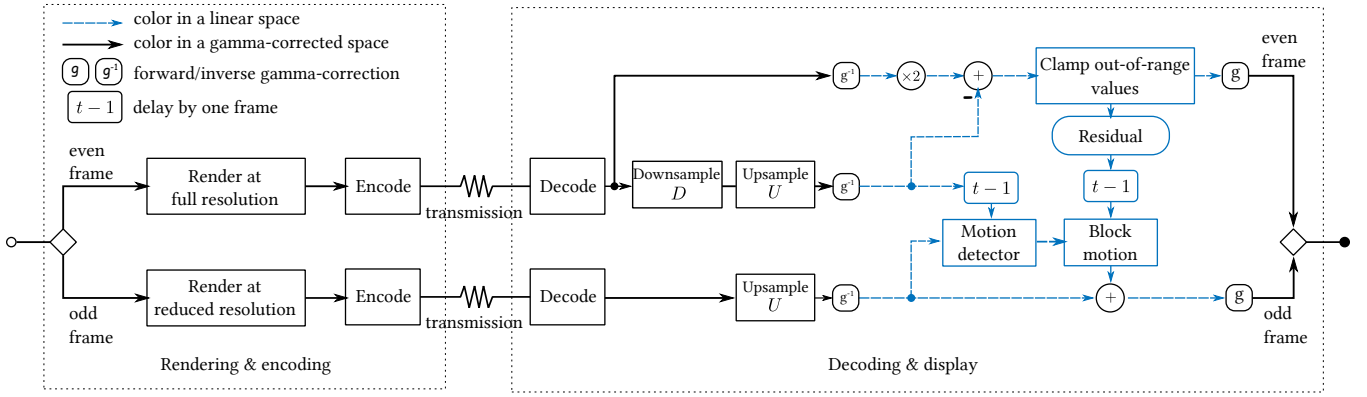 color in a linear space
color in a gamma-corrected space
g g⁻¹ forward/inverse gamma-correction
t − 1 delay by one frame
even
frame
Render at
full resolution
Encode
transmission
Decode
Downsample
D
Upsample
U
g⁻¹
g⁻¹
×2
+
-
Clamp out-of-range
values
g
even
frame
Residual
t − 1
t − 1
Motion
detector
Block
motion
odd
frame
Render at
reduced resolution
Encode
transmission
Decode
Upsample
U
g⁻¹
+
g
odd
frame
Rendering & encoding
Decoding & display